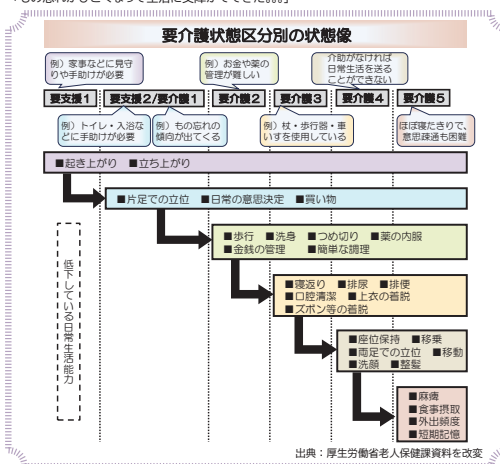 要介護状態区分別の状態像
例）家事などに見守
りや手助けが必要
例）お金や薬の
管理が難しい
介助がなければ
日常生活を送る
ことができない
要支援1
要支援2/要介護1
要介護2
要介護3
要介護4
要介護5
例）トイレ・入浴な
どに手助けが必要
例）もの忘れの
傾向が出てくる
例）杖・歩行器・車
いすを使用している
ほぼ寝たきりで、
意思疎通も困難
■起き上がり ■立ち上がり
■片足での立位 ■日常の意思決定 ■買い物
■歩行 ■洗身 ■つめ切り ■薬の内服
■金銭の管理 ■簡単な調理
■寝返り ■排尿 ■排便
■口腔清潔 ■上衣の着脱
■ズボン等の着脱
■座位保持 ■移乗
■両足での立位 ■移動
■洗顔 ■整髪
■麻痺
■食事摂取
■外出頻度
■短期記憶
低下している日常生活能力
出典：厚生労働省老人保健課資料を改変